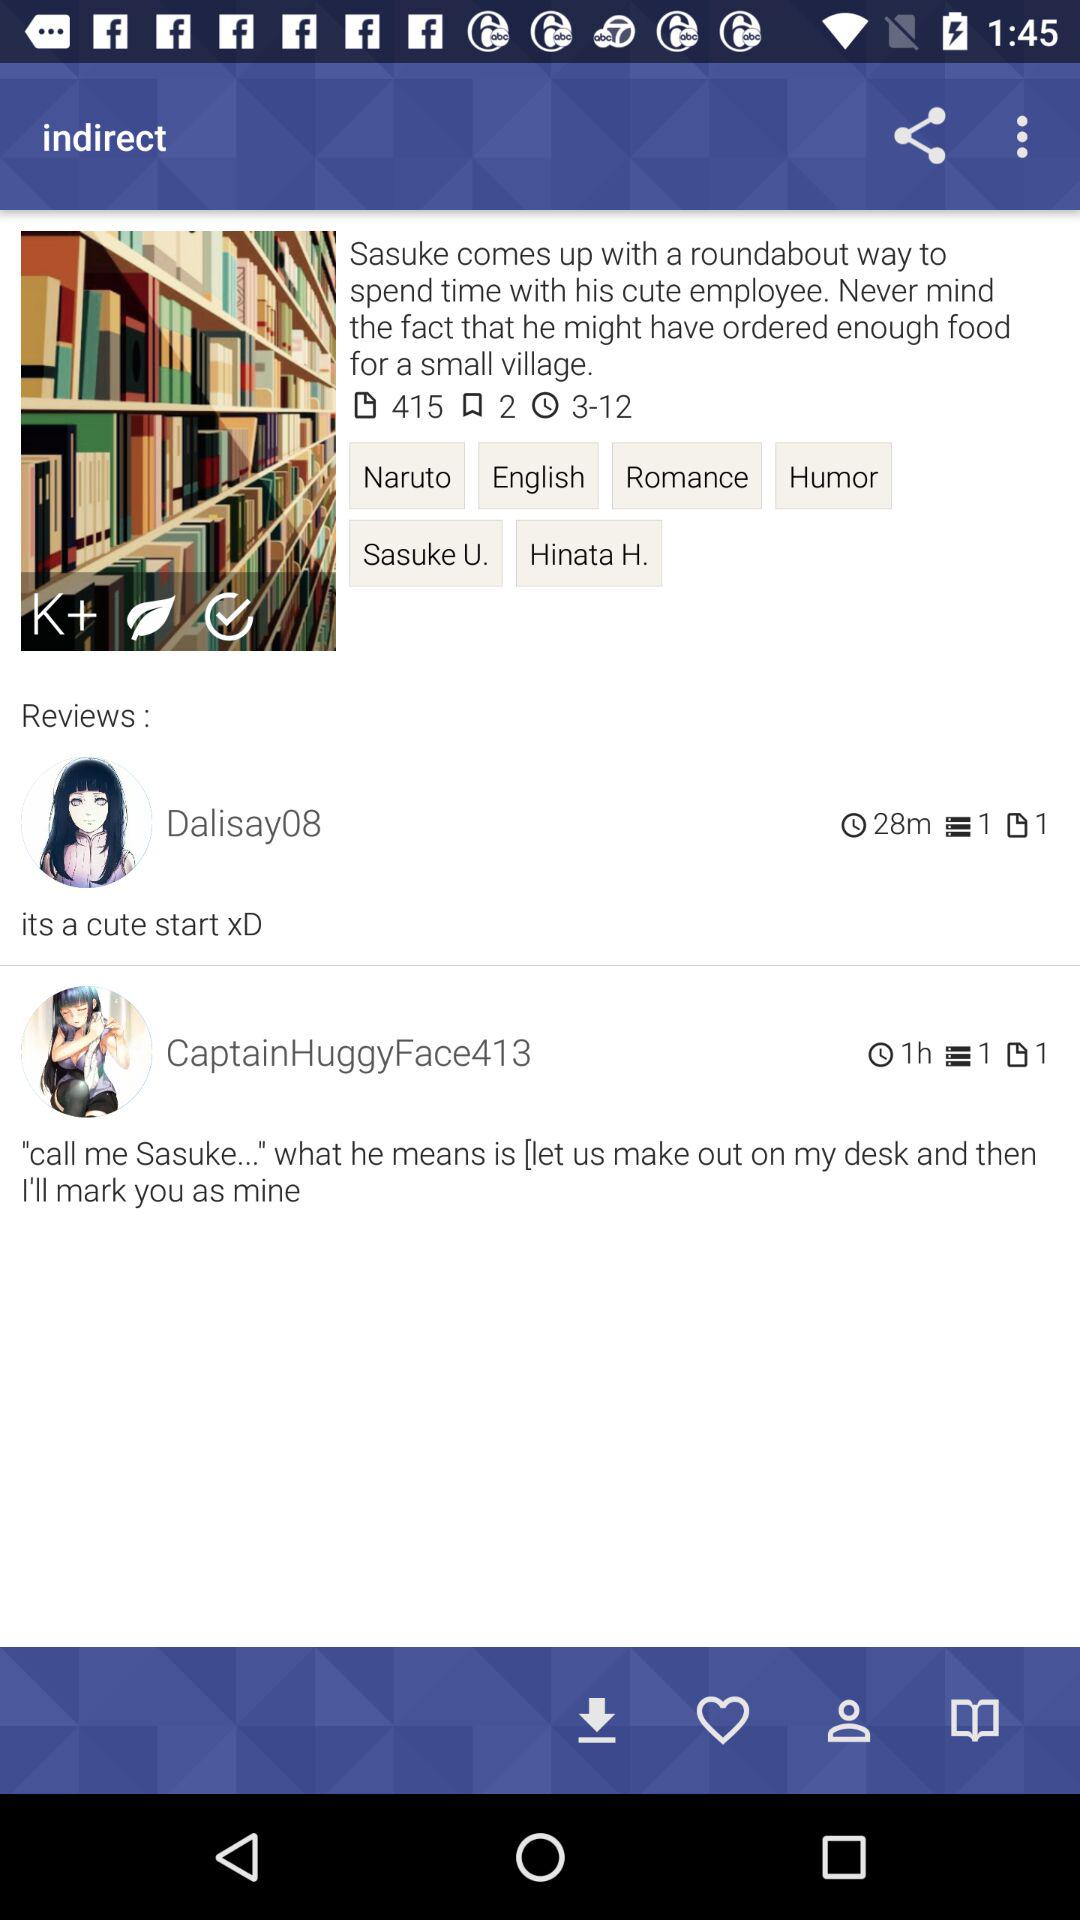 1:45
indirect
Sasuke comes up with a roundabout way to
spend time with his cute employee. Never mind
the fact that he might have ordered enough food
for a small village.
415 2 3-12
Naruto English Romance Humor
Sasuke U. Hinata H.
K+
Reviews :
Dalisay08 28m 1 1
its a cute start xD
CaptainHuggyFace413 1h 1 1
"call me Sasuke..." what he means is [let us make out on my desk and then
I'll mark you as mine